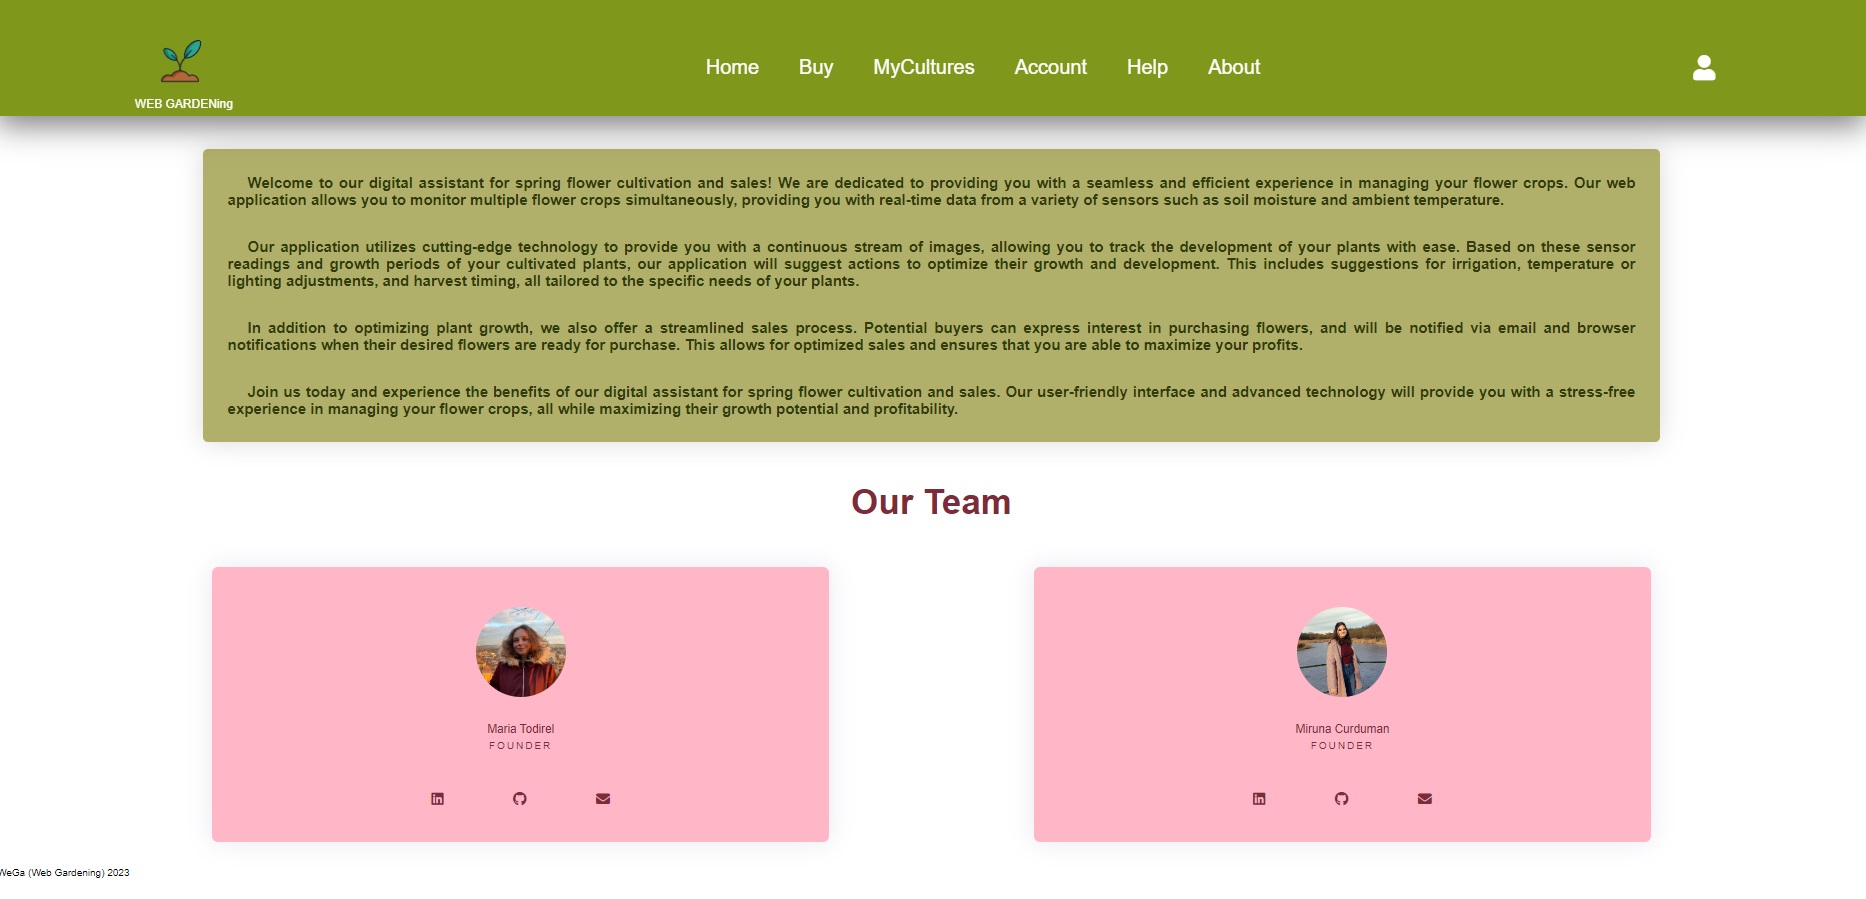 WEB GARDENing
Home Buy MyCultures Account Help About
Welcome to our digital assistant for spring flower cultivation and sales! We are dedicated to providing you with a seamless and efficient experience in managing your flower crops. Our web
application allows you to monitor multiple flower crops simultaneously, providing you with real-time data from a variety of sensors such as soil moisture and ambient temperature.
Our application utilizes cutting-edge technology to provide you with a continuous stream of images, allowing you to track the development of your plants with ease. Based on these sensor
readings and growth periods of your cultivated plants, our application will suggest actions to optimize their growth and development. This includes suggestions for irrigation, temperature or
lighting adjustments, and harvest timing, all tailored to the specific needs of your plants.
In addition to optimizing plant growth, we also offer a streamlined sales process. Potential buyers can express interest in purchasing flowers, and will be notified via email and browser
notifications when their desired flowers are ready for purchase. This allows for optimized sales and ensures that you are able to maximize your profits.
Join us today and experience the benefits of our digital assistant for spring flower cultivation and sales. Our user-friendly interface and advanced technology will provide you with a stress-free
experience in managing your flower crops, all while maximizing their growth potential and profitability.
Our Team
Maria Todirel
FOUNDER
Miruna Curduman
FOUNDER
WeGa (Web Gardening) 2023